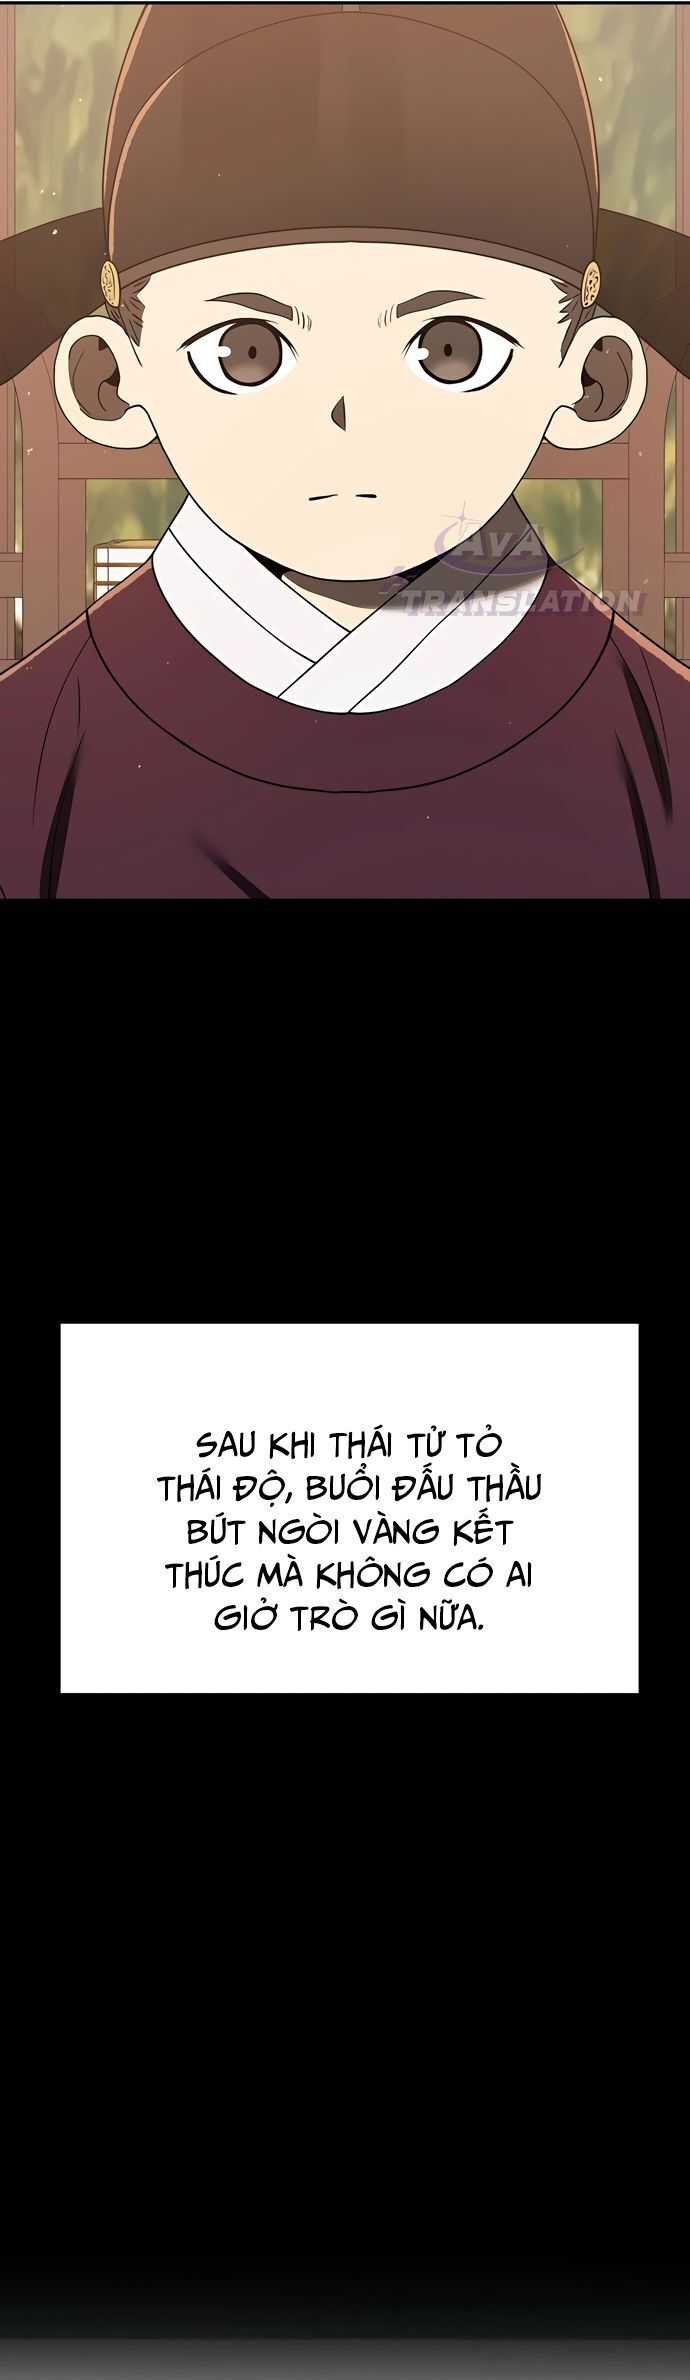 AVA
TRANSLATION
SAU KHI THÁI TỬ TỎ
THÁI ĐỘ, BUỔI ĐẤU THẦU
BÚT NGÒI VÀNG KẾT
THÚC MÀ KHÔNG CÓ AI
GIỞ TRÒ GÌ NỮA.